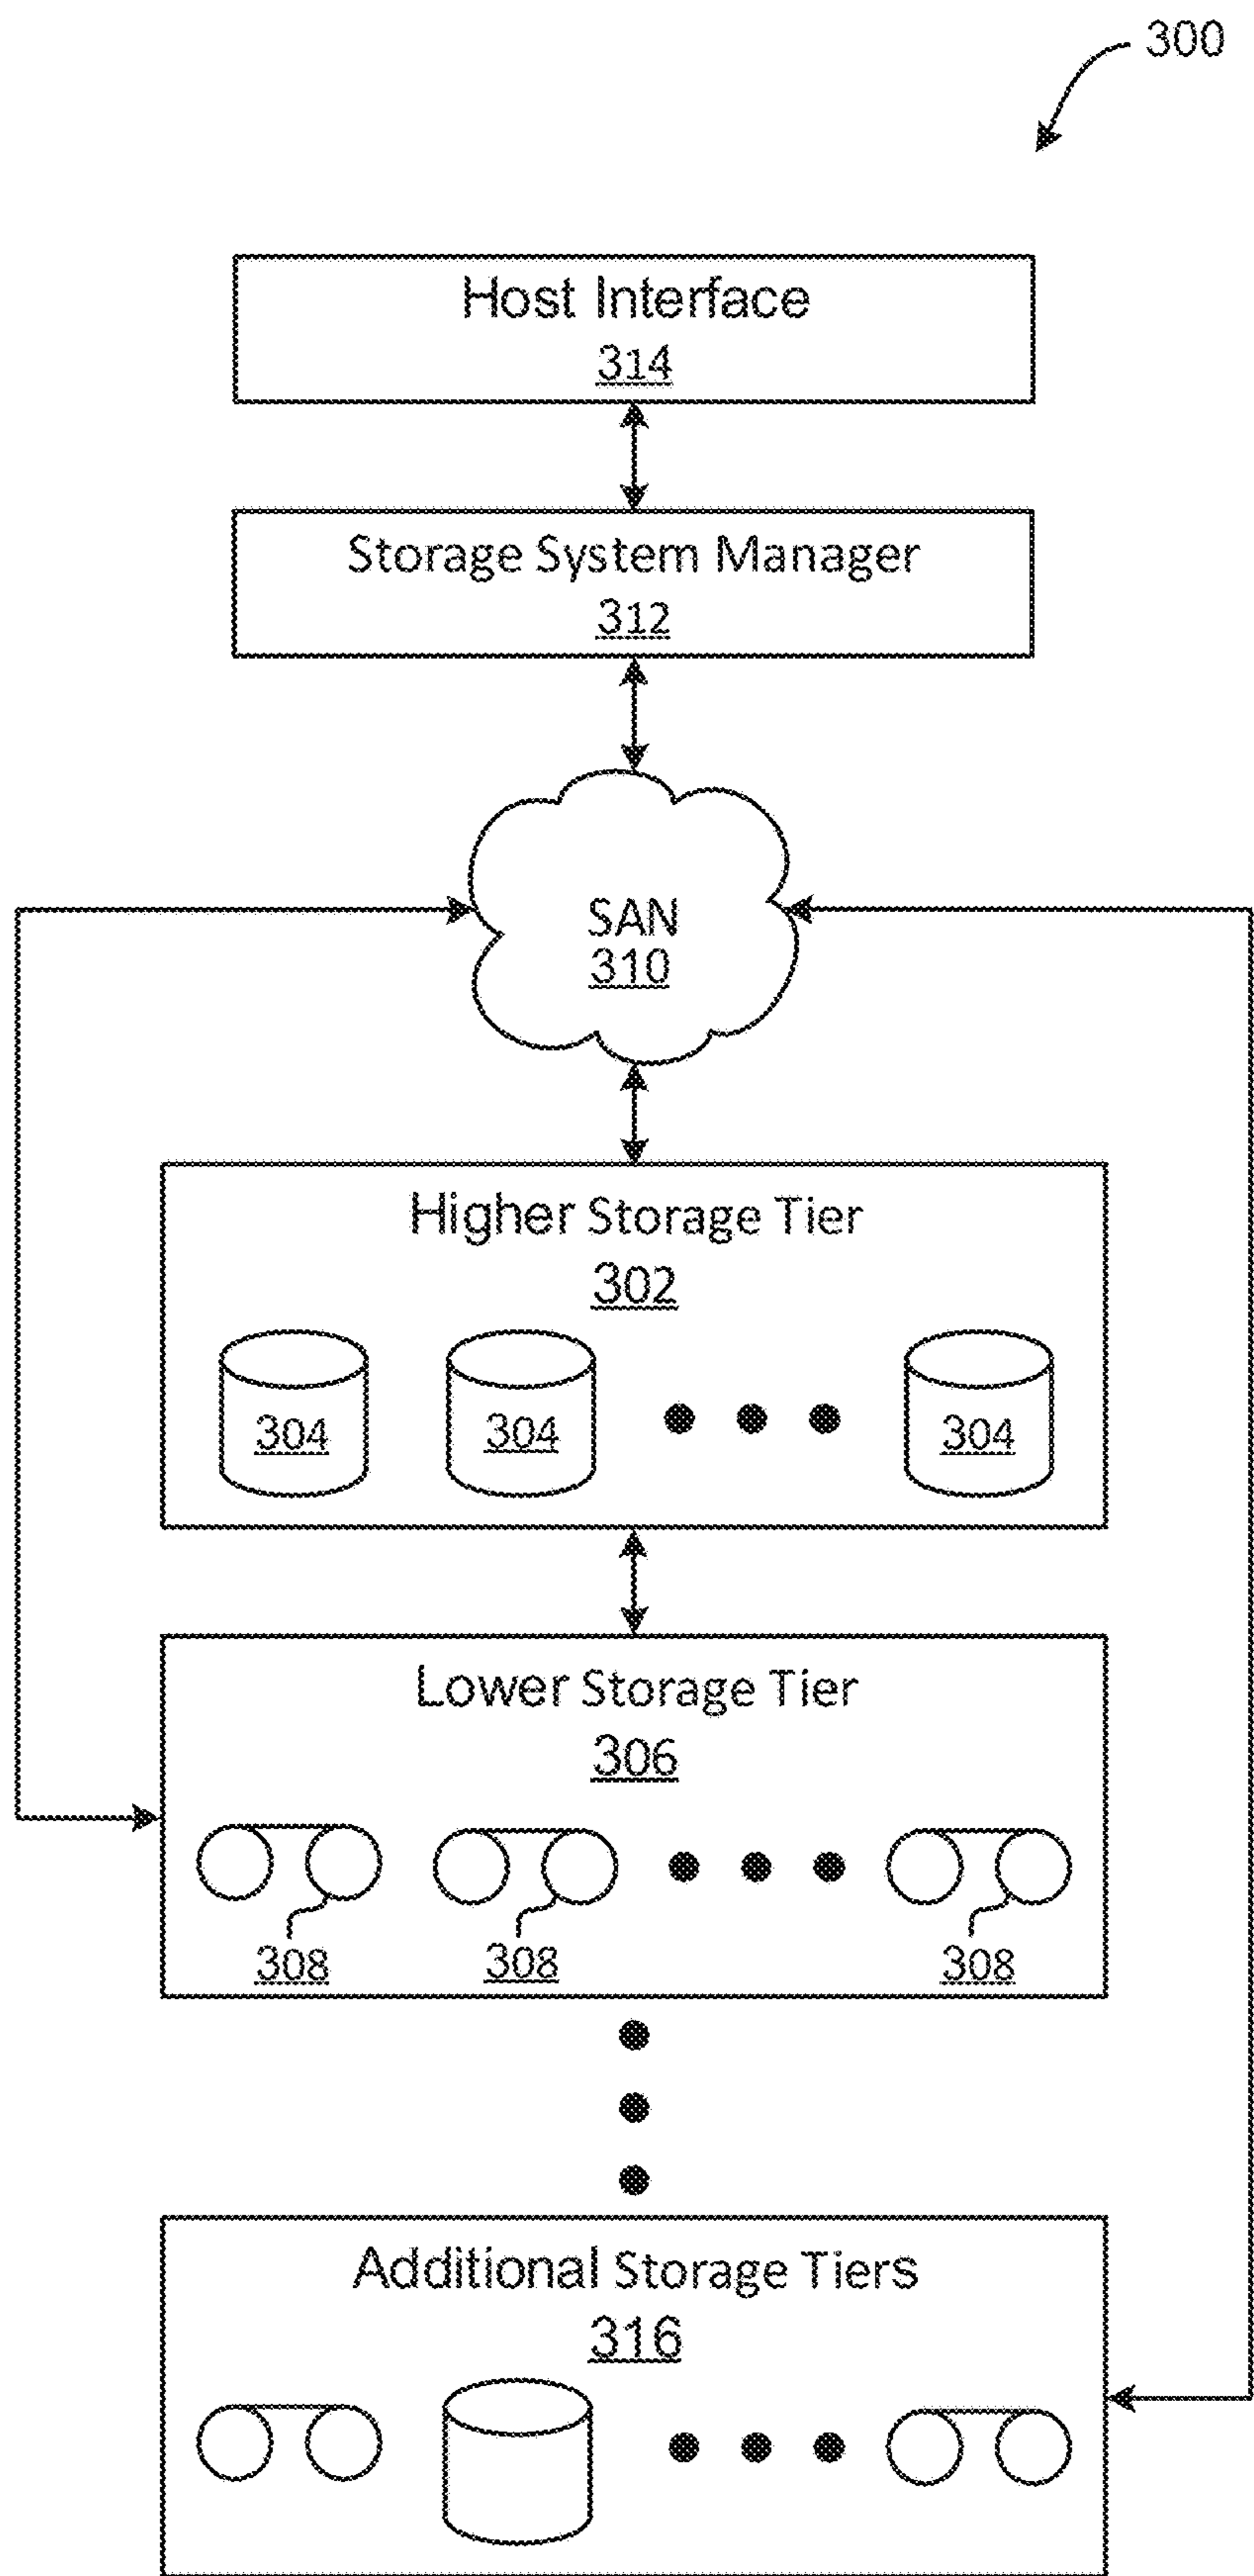 300
Host Interface
314
Storage System Manager
312
SAN
310
Higher Storage Tier
302
304 304 304
Lower Storage Tier
306
308 308 308
Additional Storage Tiers
316